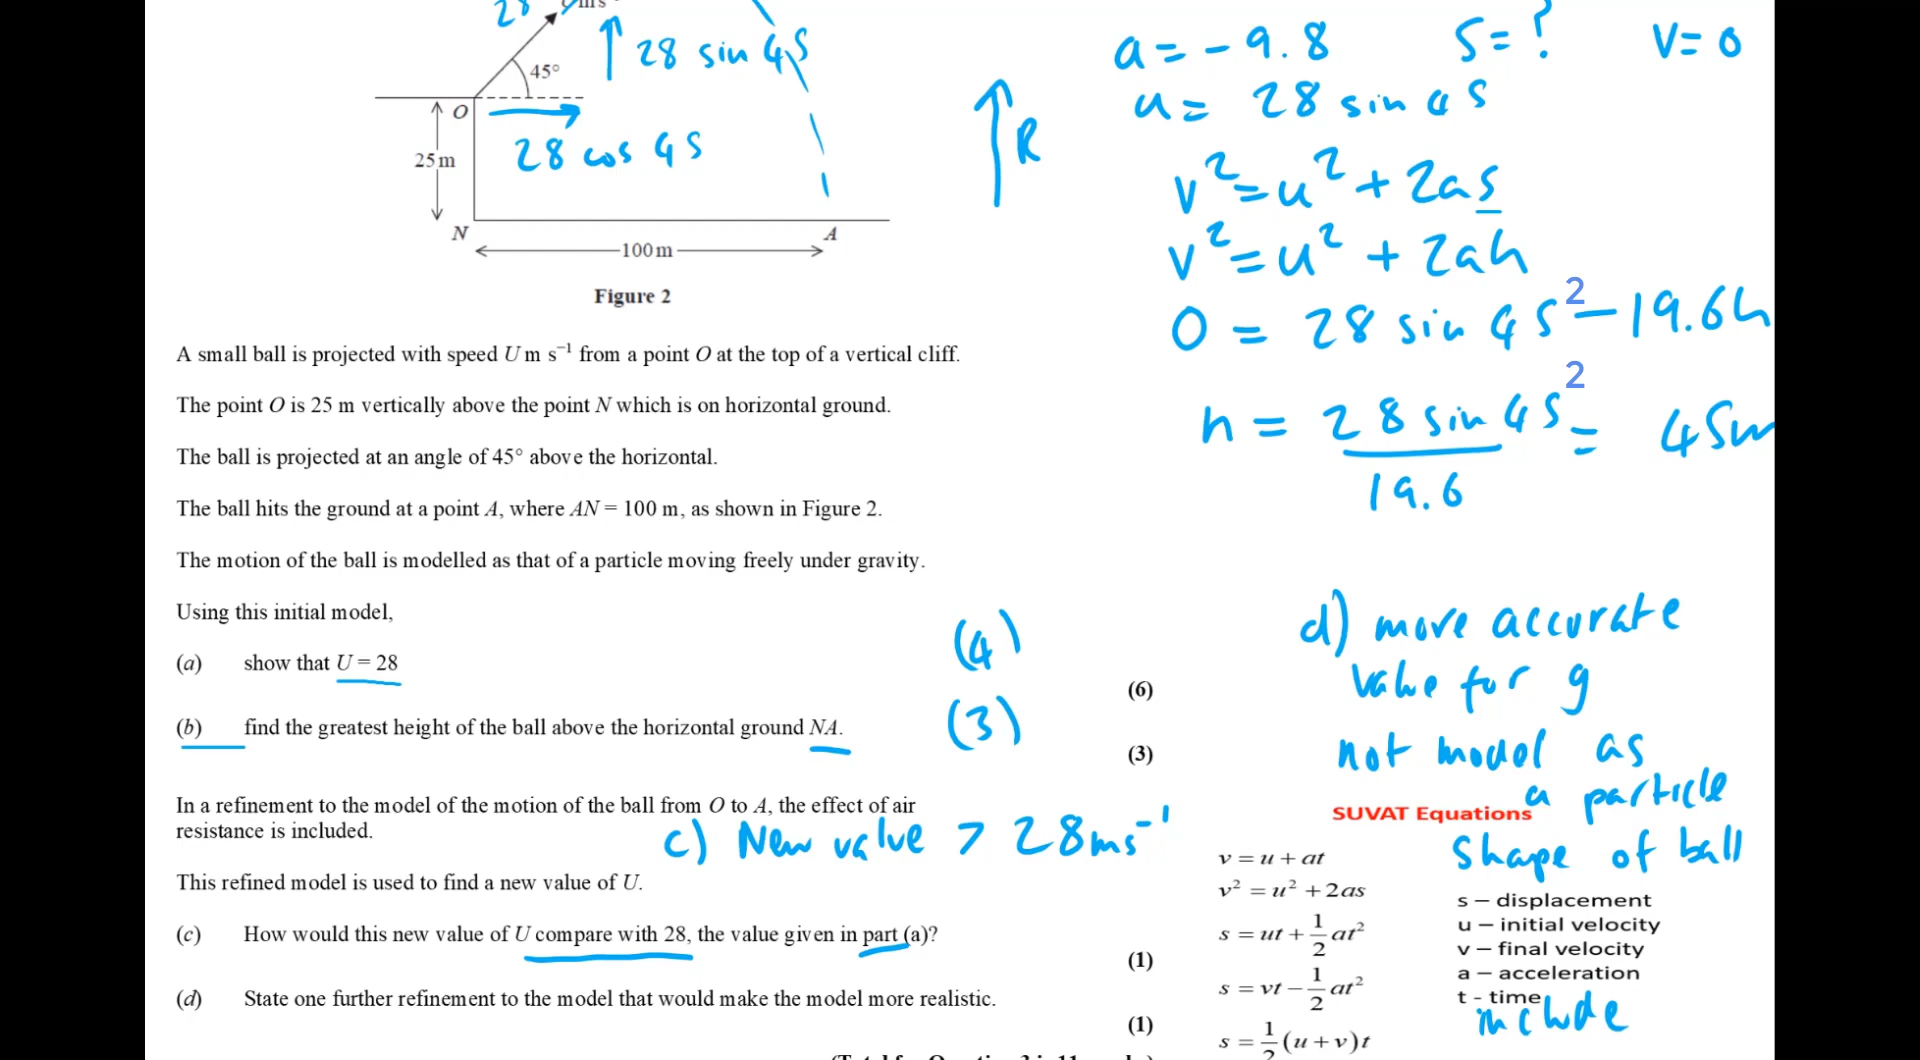 28
45°
28 sin 45
O
28 cos 45
25 m
N
100 m
A
Figure 2
A small ball is projected with speed U m s⁻¹ from a point O at the top of a vertical cliff.
The point O is 25 m vertically above the point N which is on horizontal ground.
The ball is projected at an angle of 45° above the horizontal.
The ball hits the ground at a point A, where AN = 100 m, as shown in Figure 2.
The motion of the ball is modelled as that of a particle moving freely under gravity.
Using this initial model,
(a) show that U = 28
(4)
(6)
(b) find the greatest height of the ball above the horizontal ground NA.
(3)
(3)
In a refinement to the model of the motion of the ball from O to A, the effect of air
resistance is included.
c) New value > 28 ms⁻¹
This refined model is used to find a new value of U.
(c) How would this new value of U compare with 28, the value given in part (a)?
(1)
(d) State one further refinement to the model that would make the model more realistic.
(1)
R
a = -9.8 S = ? V = 0
u = 28 sin 45
v² = u² + 2as
v² = u² + 2ah
0 = 28 sin 45² - 19.6h
h = 28 sin 45² / 19.6 = 45m
d) more accurate
value for g
not model as
a particle
shape of ball
include
SUVAT Equations
v = u + at
v² = u² + 2as
s = ut + 1/2 at²
s = vt - 1/2 at²
s = 1/2 (u + v)t
s – displacement
u – initial velocity
v – final velocity
a – acceleration
t - time